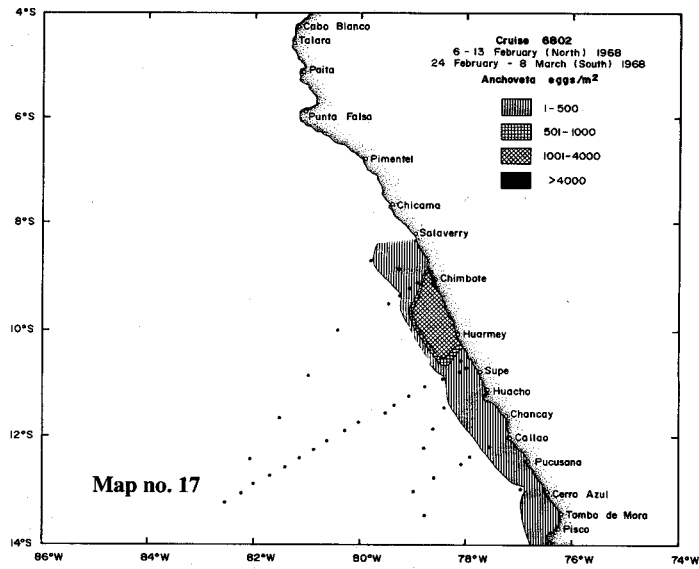 4°S
Cabo Blanco
Talara
Paita
6°S
Punta Falsa
Pimentel
Chicama
8°S
Salaverry
Chimbote
10°S
Huarmey
Supe
Huacho
Chancay
12°S
Callao
Pucusana
Cerro Azul
Tambo de Mora
Pisco
14°S
86°W
84°W
82°W
80°W
78°W
76°W
74°W
Cruise 6802
6 - 13 February (North) 1968
24 February - 8 March (South) 1968
Anchoveta eggs/m²
1-500
501-1000
1001-4000
>4000
Map no. 17